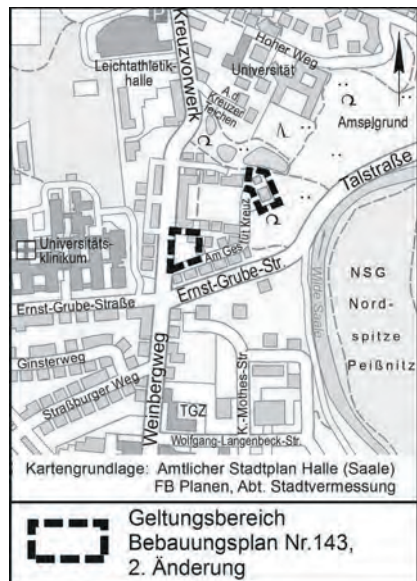 P
Hoher Weg
Kreuzvorwerk
Leichtathletik-
halle
Universität
A. d.
Kreuzer
Teichen
Amselgrund
Talstraße
Universitäts-
klinikum
Am Gestüt Kreuz
Ernst-Grube-Str.
Wilde Saale
NSG
Nord-
spitze
Peißnitz
Ernst-Grube-Straße
Ginsterweg
Straßburger Weg
Weinbergweg
TGZ
K.-Mothes-Str.
Wolfgang-Langenbeck-Str.
Kartengrundlage: Amtlicher Stadtplan Halle (Saale)
FB Planen, Abt. Stadtvermessung
Geltungsbereich
Bebauungsplan Nr.143,
2. Änderung